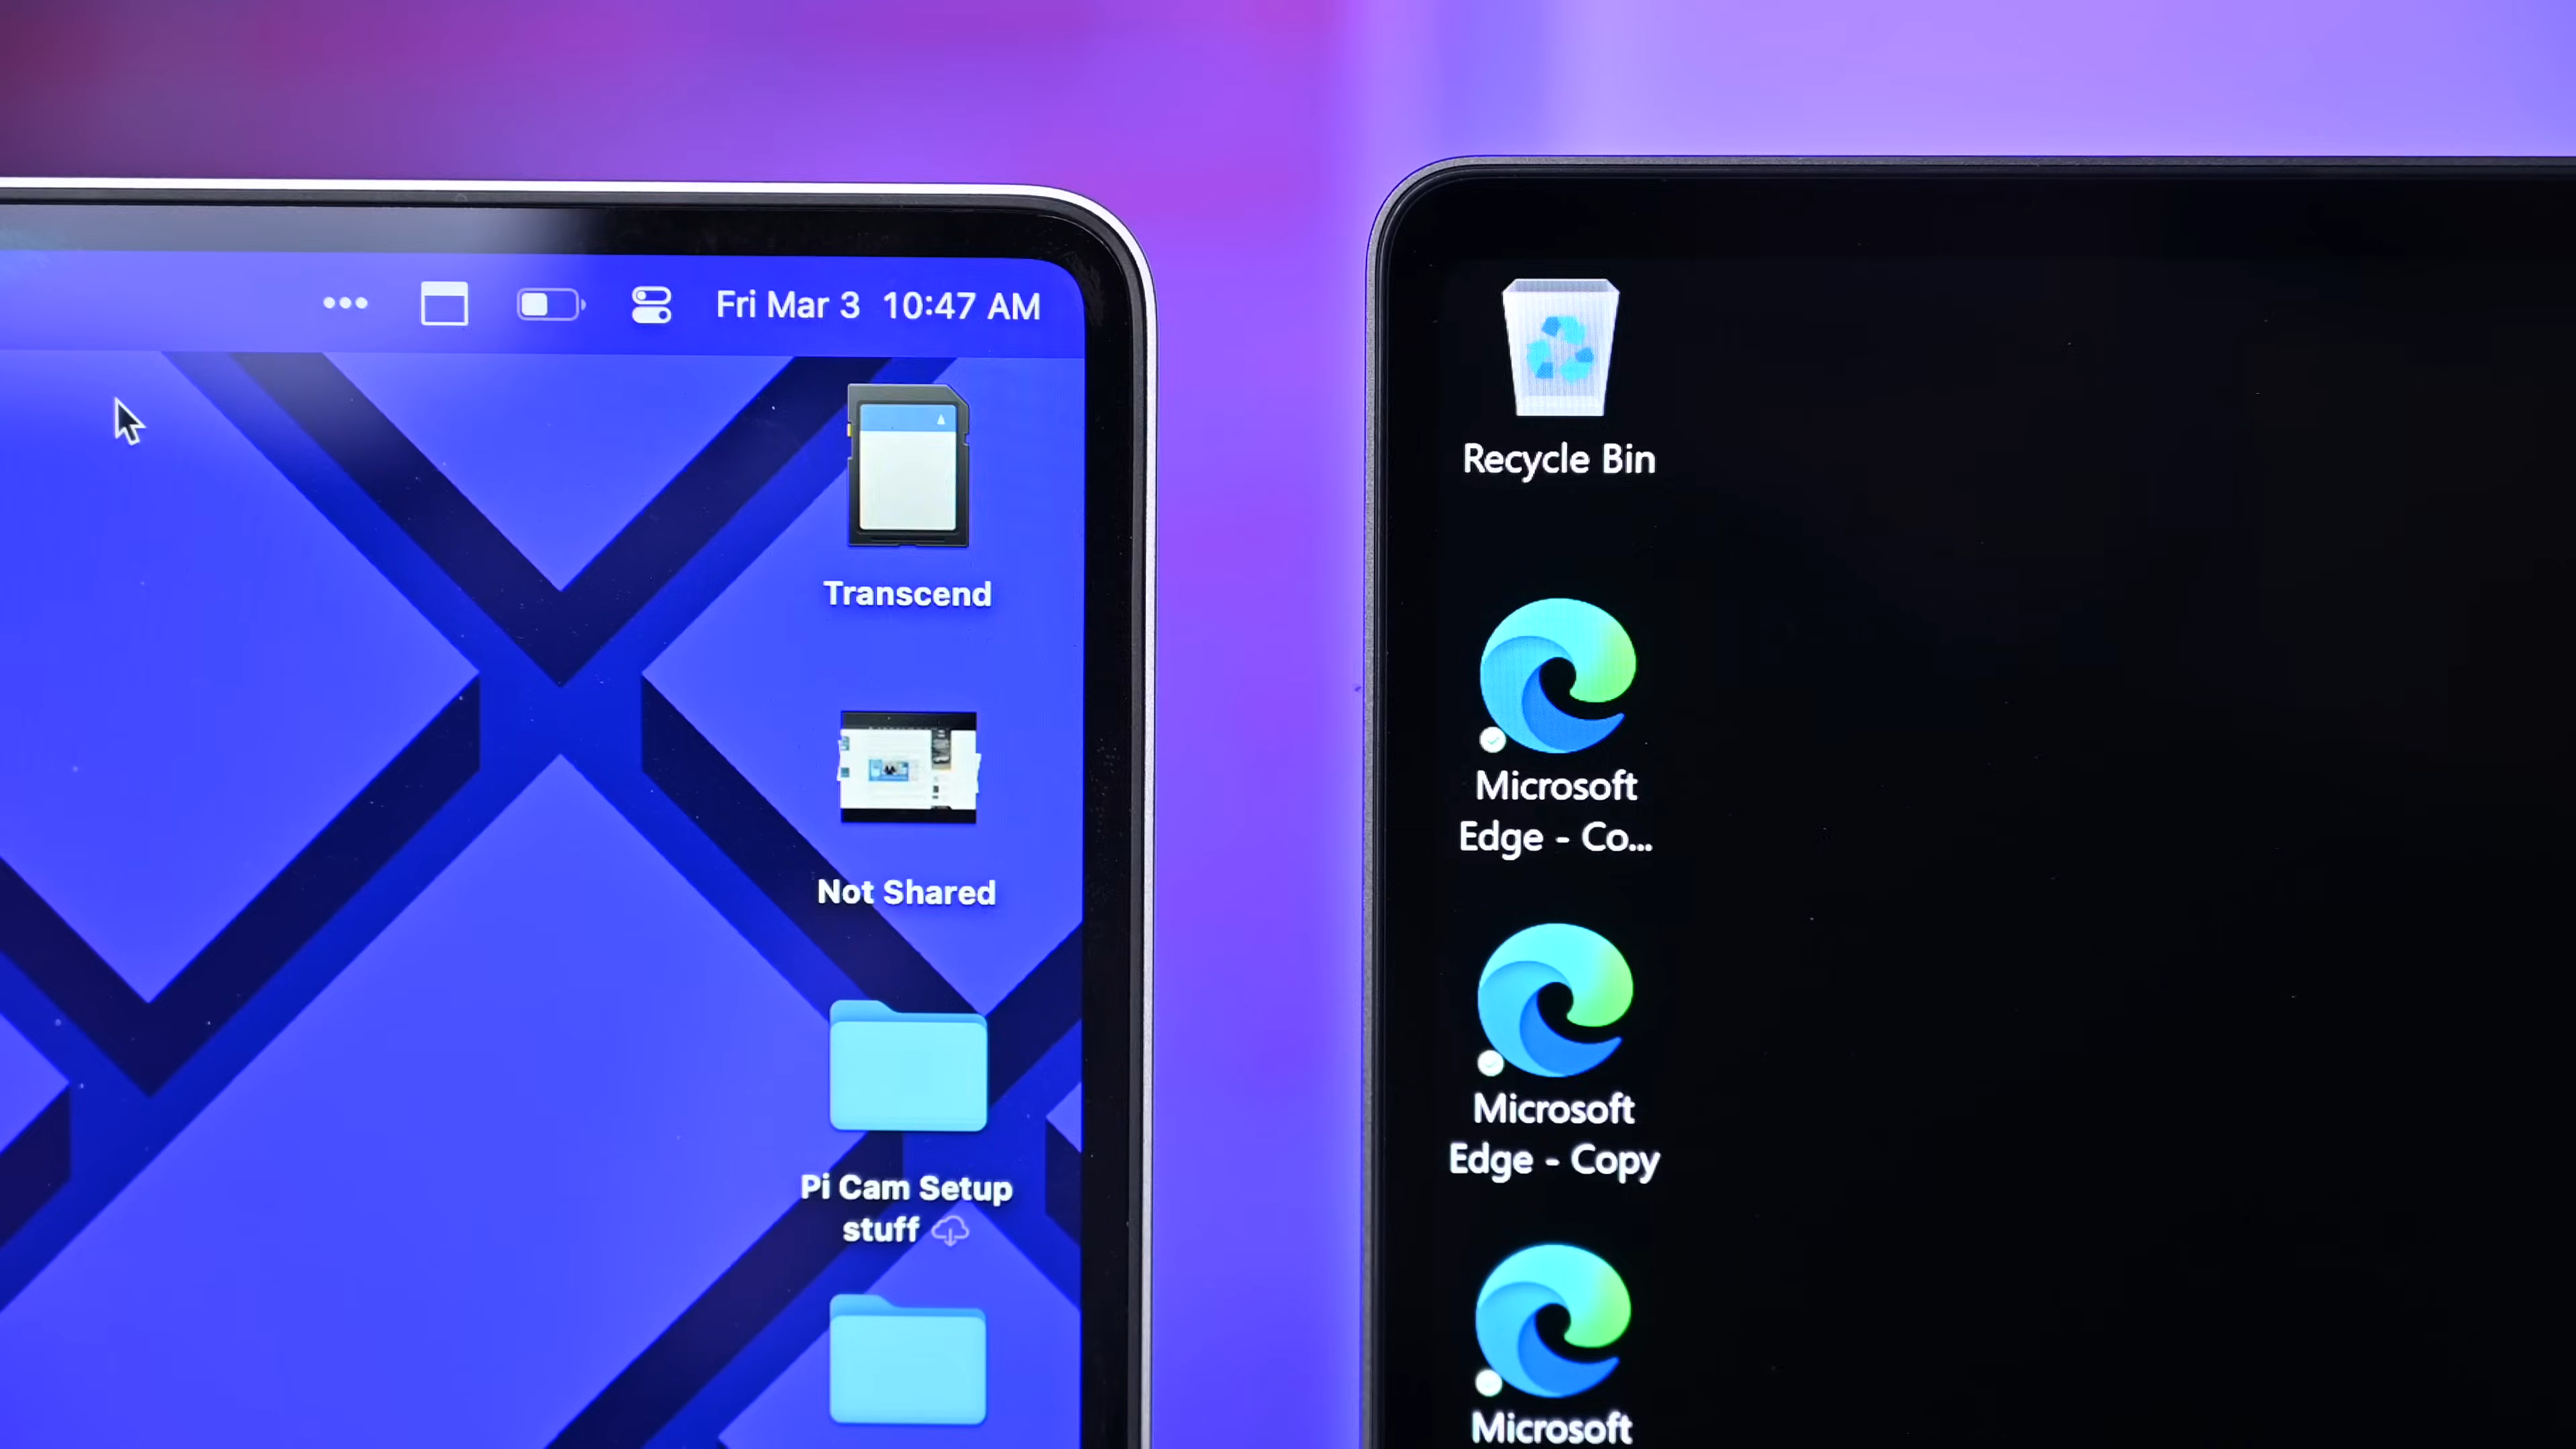 Fri Mar 3 10:47 AM
Transcend
Not Shared
Pi Cam Setup
stuff
Recycle Bin
Microsoft
Edge - Co...
Microsoft
Edge - Copy
Microsoft